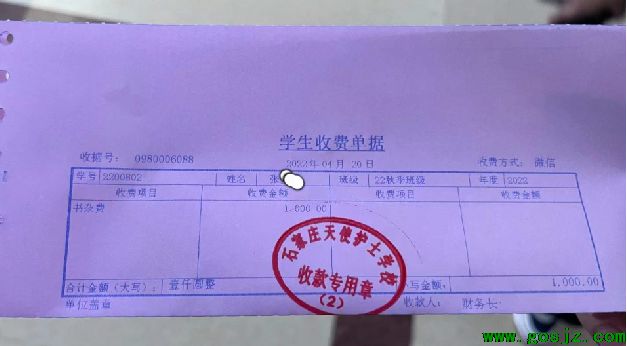 学生收费单据
收据号: 0980006088 2022年04月20日 收费方式: 微信
学号 2200802 姓名 张 班级 22秋季班级 年度 2022
收费项目 收费金额 收费项目 收费金额
书杂费 1,000.00
石家庄天使护士学校
收款专用章
(2)
合计金额(大写): 壹仟圆整 小写金额: 1,000.00
单位盖章 收款人: 财务长
www.gosjz.com